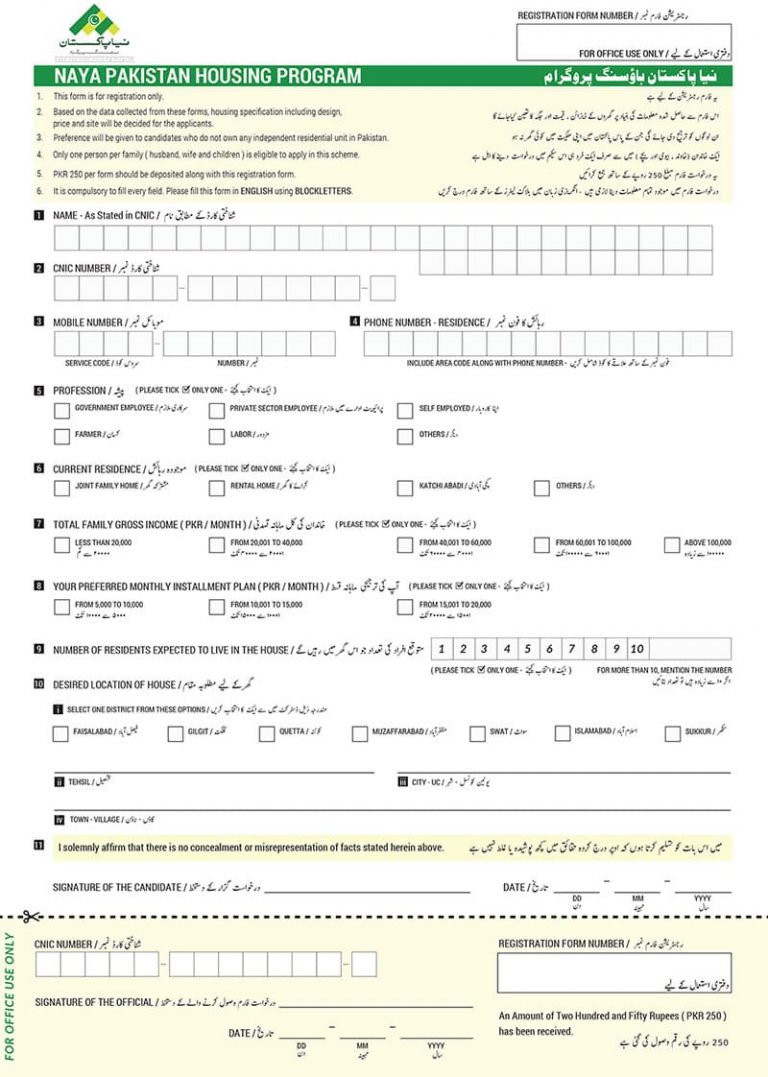 نیا پاکستان
REGISTRATION FORM NUMBER / رجسٹریشن فارم نمبر
FOR OFFICE USE ONLY / دفتری استعمال کے لیے
NAYA PAKISTAN HOUSING PROGRAM
نیا پاکستان ہاؤسنگ پروگرام
1. This form is for registration only.
یہ فارم رجسٹریشن کے لیے ہے
2. Based on the data collected from these forms, housing specification including design,
price and site will be decided for the applicants.
اس فارم سے حاصل شدہ معلومات کی بنیاد پر گھروں کے ڈیزائن، قیمت اور جگہ کا تعین کیا جائے گا
3. Preference will be given to candidates who do not own any independent residential unit in Pakistan.
ان لوگوں کو ترجیح دی جائے گی جن کے پاس پاکستان میں اپنی ملکیت میں کوئی گھر نہ ہو
4. Only one person per family ( husband, wife and children ) is eligible to apply in this scheme.
ایک خاندان (خاوند، بیوی اور بچے) میں سے صرف ایک فرد ہی اس سکیم میں درخواست دینے کا اہل ہے
5. PKR 250 per form should be deposited along with this registration form.
یہ درخواست فارم مبلغ 250 روپے کے ساتھ جمع کرائیں
6. It is compulsory to fill every field. Please fill this form in ENGLISH using BLOCKLETTERS.
درخواست فارم میں موجود تمام معلومات دینا لازمی ہیں - انگریزی زبان میں بلاک لیٹرز کے ساتھ فارم درج کریں
1 NAME - As Stated in CNIC / شناختی کارڈ کے مطابق نام
2 CNIC NUMBER / شناختی کارڈ نمبر
3 MOBILE NUMBER / موبائل نمبر
4 PHONE NUMBER - RESIDENCE / رہائش کا فون نمبر
SERVICE CODE / سروس کوڈ
NUMBER / نمبر
INCLUDE AREA CODE ALONG WITH PHONE NUMBER - فون نمبر کے ساتھ علاقے کا کوڈ شامل کریں
5 PROFESSION / پیشہ ( PLEASE TICK ☑ ONLY ONE - ایک کا انتخاب کیجئے )
GOVERNMENT EMPLOYEE / سرکاری ملازم
PRIVATE SECTOR EMPLOYEE / پرائیویٹ ادارے میں ملازم
SELF EMPLOYED / اپنا کاروبار
FARMER / کسان
LABOR / مزدور
OTHERS / دیگر
6 CURRENT RESIDENCE / موجودہ رہائش ( PLEASE TICK ☑ ONLY ONE - ایک کا انتخاب کیجئے )
JOINT FAMILY HOME / مشترکہ گھر
RENTAL HOME / کرائے کا گھر
KATCHI ABADI / کچی آبادی
OTHERS / دیگر
7 TOTAL FAMILY GROSS INCOME ( PKR / MONTH ) / خاندان کی کل ماہانہ آمدنی ( PLEASE TICK ☑ ONLY ONE - ایک کا انتخاب کیجئے )
LESS THAN 20,000
۲۰۰۰۰ سے کم
FROM 20,001 TO 40,000
۲۰۰۰۱ سے ۴۰۰۰۰ تک
FROM 40,001 TO 60,000
۴۰۰۰۱ سے ۶۰۰۰۰ تک
FROM 60,001 TO 100,000
۶۰۰۰۱ سے ۱۰۰۰۰۰ تک
ABOVE 100,000
۱۰۰۰۰۰ سے زیادہ
8 YOUR PREFERRED MONTHLY INSTALLMENT PLAN ( PKR / MONTH ) / آپ کی ترجیحی ماہانہ قسط ( PLEASE TICK ☑ ONLY ONE - ایک کا انتخاب کیجئے )
FROM 5,000 TO 10,000
۵۰۰۰ سے ۱۰۰۰۰ تک
FROM 10,001 TO 15,000
۱۰۰۰۱ سے ۱۵۰۰۰ تک
FROM 15,001 TO 20,000
۱۵۰۰۱ سے ۲۰۰۰۰ تک
9 NUMBER OF RESIDENTS EXPECTED TO LIVE IN THE HOUSE / متوقع افراد کی تعداد جو اس گھر میں رہیں گے 1 2 3 4 5 6 7 8 9 10
( PLEASE TICK ☑ ONLY ONE - ایک کا انتخاب کیجئے )
FOR MORE THAN 10, MENTION THE NUMBER
اگر ۱۰ سے زیادہ ہیں تو تعداد بتائیں
10 DESIRED LOCATION OF HOUSE / گھر کے لیے مطلوبہ مقام
i SELECT ONE DISTRICT FROM THESE OPTIONS / مندرجہ ذیل ڈسٹرکٹ میں سے ایک کا انتخاب کریں
FAISALABAD / فیصل آباد
GILGIT / گلگت
QUETTA / کوئٹہ
MUZAFFARABAD / مظفرآباد
SWAT / سوات
ISLAMABAD / اسلام آباد
SUKKUR / سکھر
ii TEHSIL / تحصیل
iii CITY - UC / یونین کونسل - شہر
iv TOWN - VILLAGE / گاؤں - ٹاؤن
11 I solemnly affirm that there is no concealment or misrepresentation of facts stated herein above.
میں اس بات کو تسلیم کرتا ہوں کہ اوپر درج کردہ حقائق میں کچھ پوشیدہ یا غلط نہیں ہے
SIGNATURE OF THE CANDIDATE / درخواست گزار کے دستخط
DATE / تاریخ
DD MM YYYY
دن مہینہ سال
FOR OFFICE USE ONLY
CNIC NUMBER / شناختی کارڈ نمبر
REGISTRATION FORM NUMBER / رجسٹریشن فارم نمبر
دفتری استعمال کے لیے
SIGNATURE OF THE OFFICIAL / درخواست فارم وصول کرنے والے کے دستخط
An Amount of Two Hundred and Fifty Rupees ( PKR 250 )
has been received.
250 روپے کی رقم وصول کی گئی ہے
DATE / تاریخ
DD MM YYYY
دن مہینہ سال